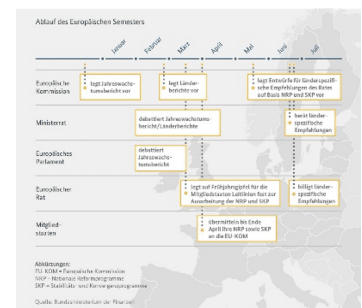 Ablauf des Europäischen Semesters
Januar
Februar
März
April
Mai
Juni
Juli
Europäische
Kommission
legt Jahreswachs-
tumsbericht vor
legt Länder-
berichte vor
legt Entwürfe für länderspezifi-
sche Empfehlungen des Rates
auf Basis NRP und SKP vor
Ministerrat
debattiert Jahreswachstums-
bericht/Länderberichte
berät länder-
spezifische
Empfehlungen
Europäisches
Parlament
debattiert
Jahreswachs-
tumsbericht
Europäischer
Rat
legt auf Frühjahrsgipfel für die
Mitgliedstaaten Leitlinien fest zur
Ausarbeitung der NRP und SKP
billigt länder-
spezifische
Empfehlungen
Mitglied-
staaten
übermitteln bis Ende
April ihre NRP sowie SKP
an die EU-KOM
Abkürzungen:
EU-KOM = Europäische Kommission
NRP = Nationale Reformprogramme
SKP = Stabilitäts- und Konvergenzprogramme
Quelle: Bundesministerium der Finanzen